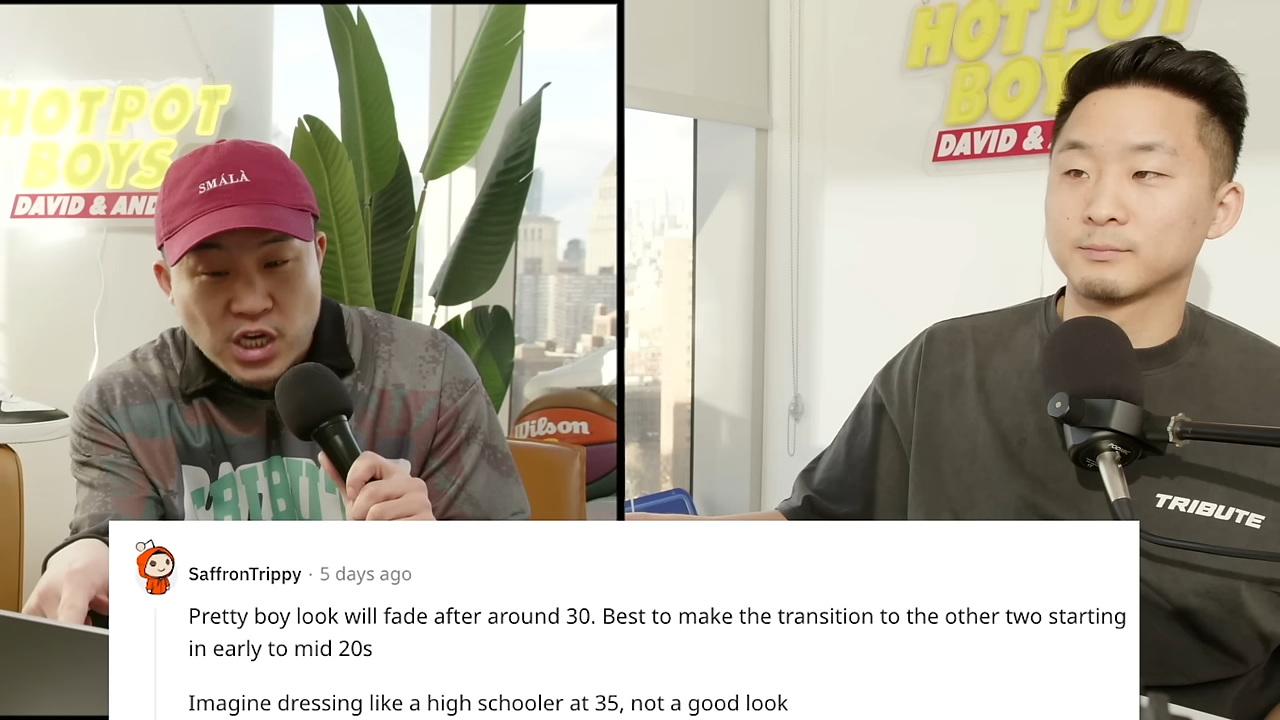 HOT POT
BOYS
DAVID & AND
SMÁLÀ
Wilson
HOT POT
BOY
DAVID &
TRIBUTE
SaffronTrippy · 5 days ago
Pretty boy look will fade after around 30. Best to make the transition to the other two starting
in early to mid 20s
Imagine dressing like a high schooler at 35, not a good look